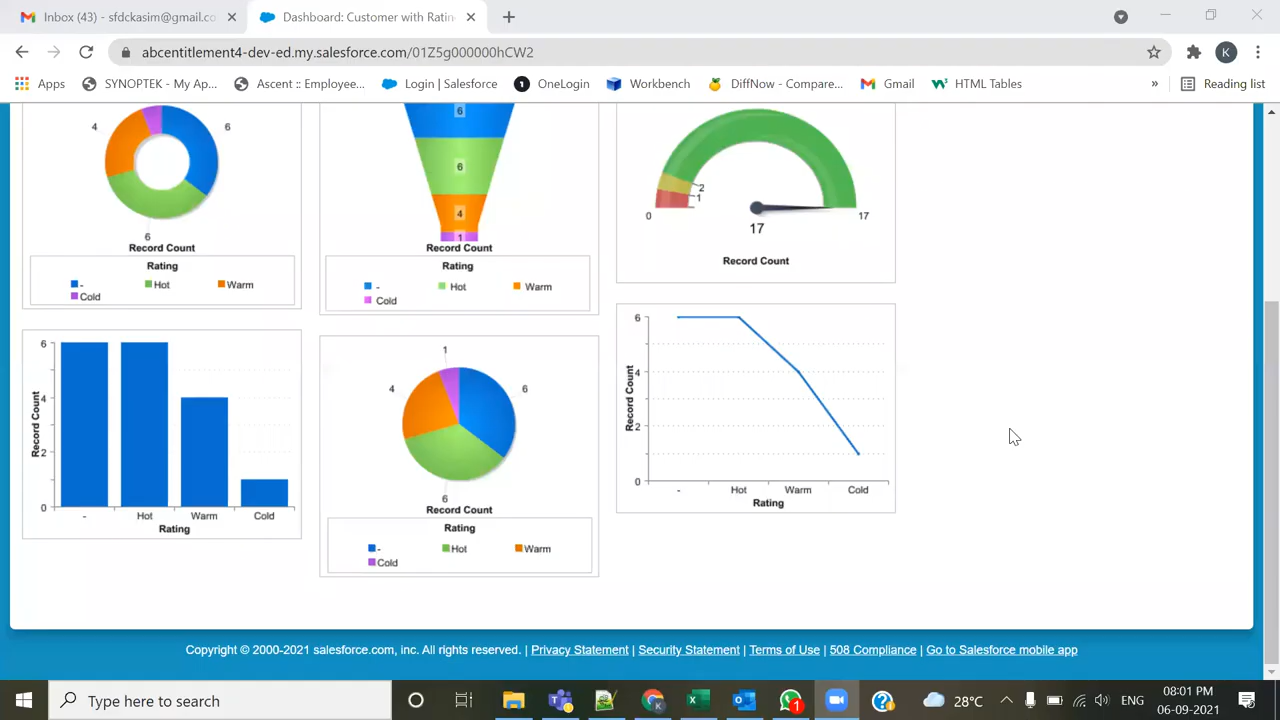 Inbox (43) - sfdckasim@gmail.co
Dashboard: Customer with Ratin
abcentitlement4-dev-ed.my.salesforce.com/01Z5g000000hCW2
K
Apps
SYNOPTEK - My Ap...
Ascent :: Employee...
Login | Salesforce
OneLogin
Workbench
DiffNow - Compare...
Gmail
HTML Tables
»
Reading list
4
6
6
Record Count
Rating
-
Hot
Warm
Cold
6
6
4
1
Record Count
Rating
-
Hot
Warm
Cold
2
1
0
17
17
Record Count
6
4
2
0
Record Count
-
Hot
Warm
Cold
Rating
1
4
6
6
Record Count
Rating
-
Hot
Warm
Cold
6
4
2
0
Record Count
-
Hot
Warm
Cold
Rating
Copyright © 2000-2021 salesforce.com, inc. All rights reserved. | Privacy Statement | Security Statement | Terms of Use | 508 Compliance | Go to Salesforce mobile app
Type here to search
1
28°C
ENG
08:01 PM
06-09-2021